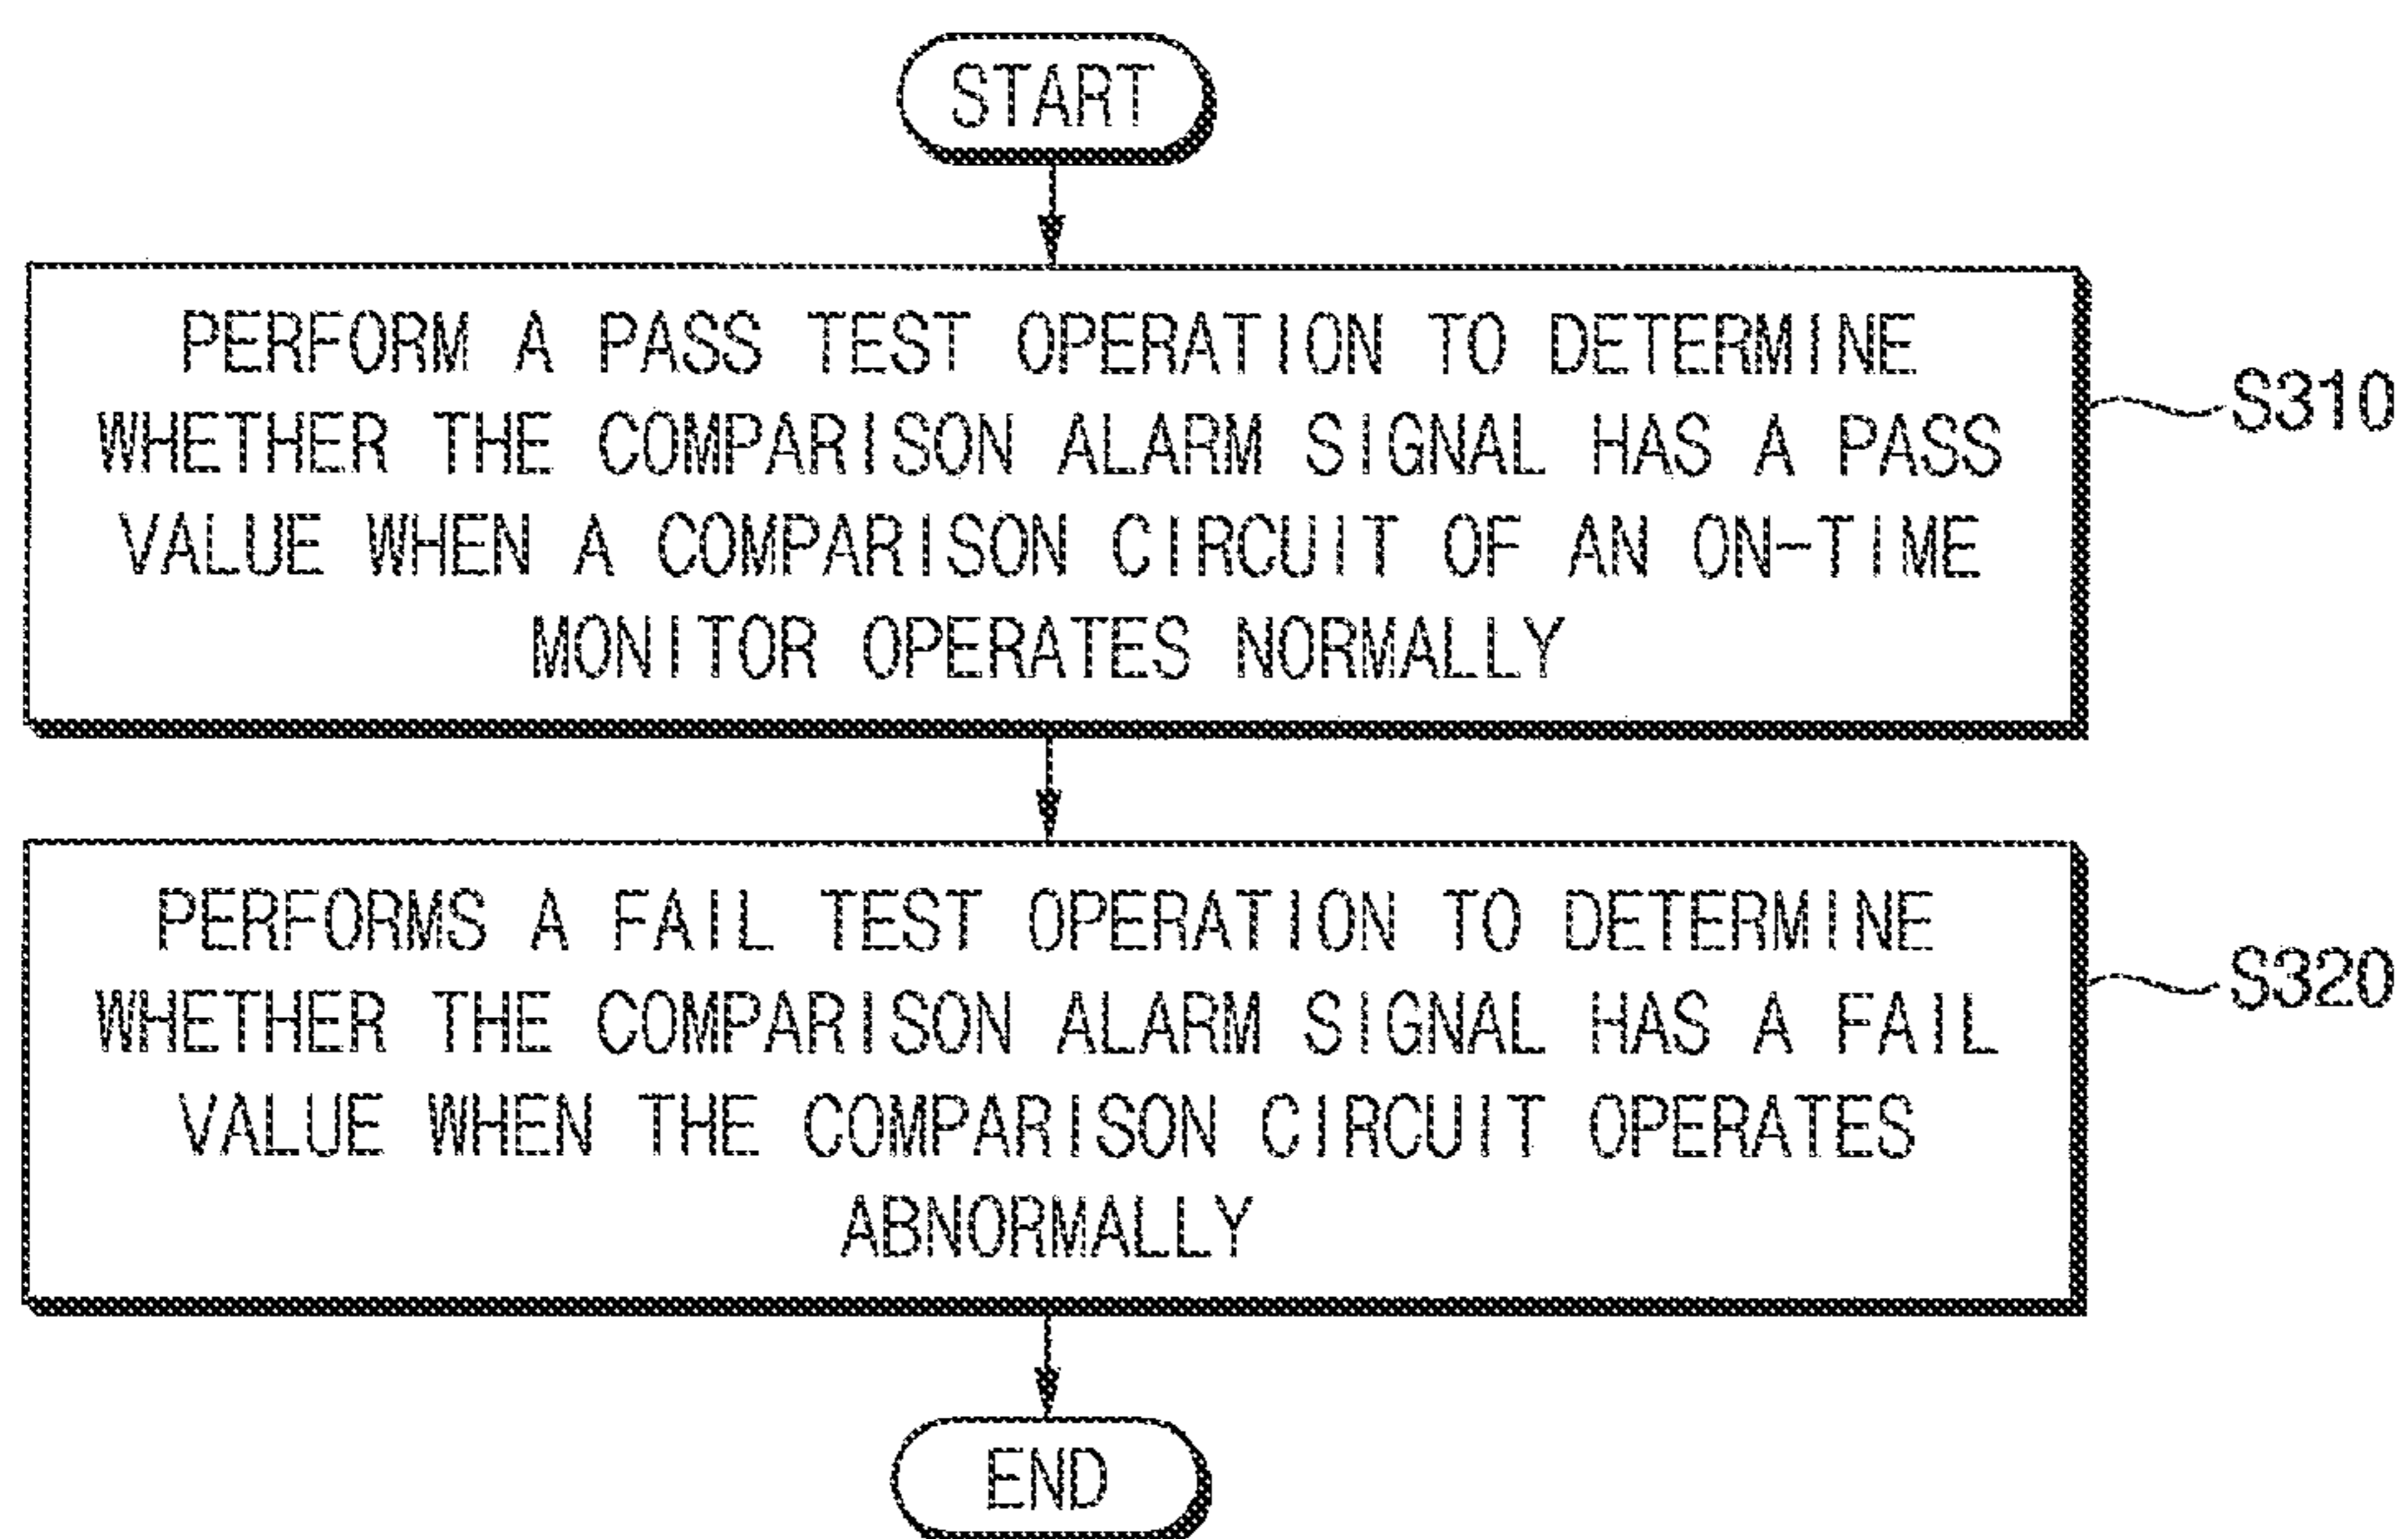 START
PERFORM A PASS TEST OPERATION TO DETERMINE
WHETHER THE COMPARISON ALARM SIGNAL HAS A PASS
VALUE WHEN A COMPARISON CIRCUIT OF AN ON-TIME
MONITOR OPERATES NORMALLY
S310
PERFORMS A FAIL TEST OPERATION TO DETERMINE
WHETHER THE COMPARISON ALARM SIGNAL HAS A FAIL
VALUE WHEN THE COMPARISON CIRCUIT OPERATES
ABNORMALLY
S320
END